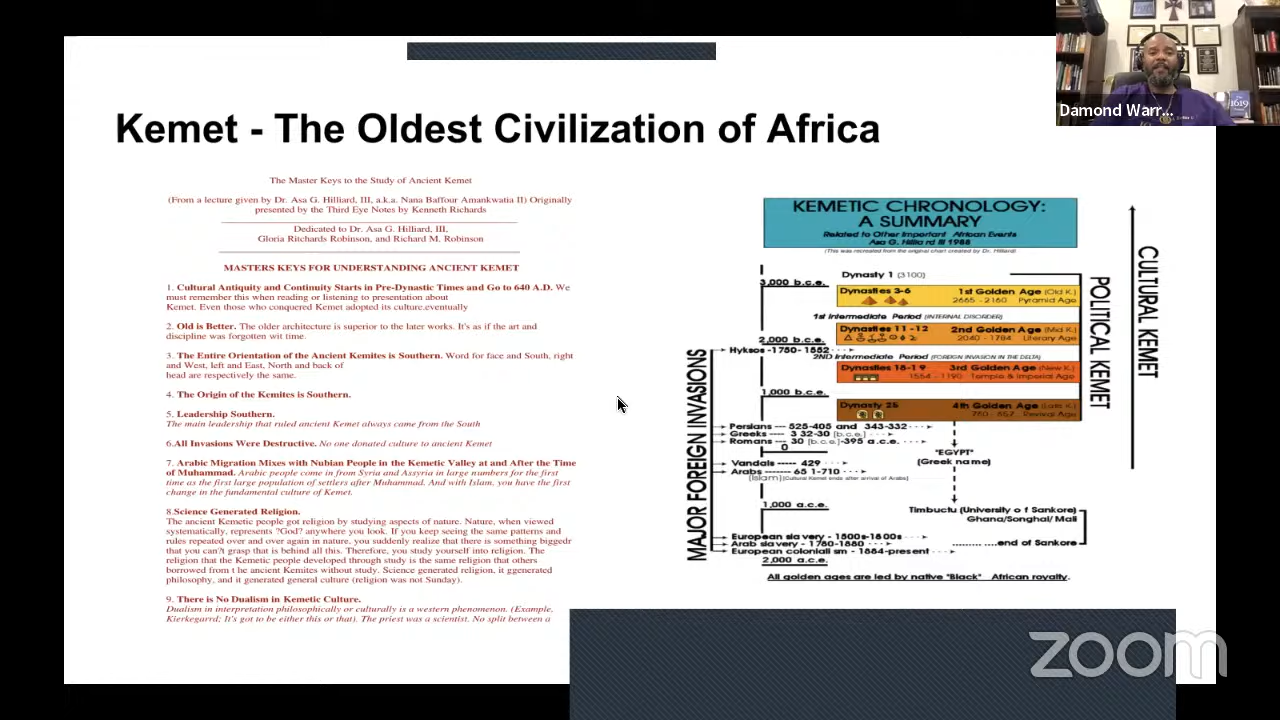 Kemet - The Oldest Civilization of Africa
The Master Keys to the Study of Ancient Kemet
(From a lecture given by Dr. Asa G. Hilliard, III, a.k.a. Nana Baffour Amankwatia II) Originally
presented by the Third Eye Notes by Kenneth Richards
Dedicated to Dr. Asa G. Hilliard, III,
Gloria Ritchards Robinson, and Richard M. Robinson
MASTERS KEYS FOR UNDERSTANDING ANCIENT KEMET
1. Cultural Antiquity and Continuity Starts in Pre-Dynastic Times and Go to 640 A.D. We
must remember this when reading or listening to presentation about
Kemet. Even those who conquered Kemet adopted its culture.eventually
2. Old is Better. The older architecture is superior to the later works. It's as if the art and
discipline was forgotten wit time.
3. The Entire Orientation of the Ancient Kemites is Southern. Word for face and South, right
and West, left and East, North and back of
head are respectively the same.
4. The Origin of the Kemites is Southern.
5. Leadership Southern.
The main leadership that ruled ancient Kemet always came from the South
6.All Invasions Were Destructive. No one donated culture to ancient Kemet
7. Arabic Migration Mixes with Nubian People in the Kemetic Valley at and After the Time
of Muhammad. Arabic people come in from Syria and Assyria in large numbers for the first
time as the first large population of settlers after Muhammad. And with Islam, you have the first
change in the fundamental culture of Kemet.
8.Science Generated Religion.
The ancient Kemetic people got religion by studying aspects of nature. Nature, when viewed
systematically, represents ?God? anywhere you look. If you keep seeing the same patterns and
rules repeated over and over again in nature, you suddenly realize that there is something biggedr
that you can?t grasp that is behind all this. Therefore, you study yourself into religion. The
religion that the Kemetic people developed through study is the same religion that others
borrowed from t he ancient Kemites without study. Science generated religion, it ggenerated
philosophy, and it generated general culture (religion was not Sunday).
9. There is No Dualism in Kemetic Culture.
Dualism in interpretation philosophically or culturally is a western phenomenon. (Example,
Kierkegarrd; It's got to be either this or that). The priest was a scientist. No split between a
KEMETIC CHRONOLOGY:
A SUMMARY
Related to Other Important African Events
Asa G. Hilliard III 1988
(This was recreated from the original chart created by Dr. Hilliard)
Dynasty 1 (3100)
3,000 b.c.e.
Dynasties 3-6 1st Golden Age (Old K.)
2665 - 2160 Pyramid Age
1st Intermediate Period (INTERNAL DISORDER)
Dynasties 11 -12 2nd Golden Age (Mid K.)
2040 - 1784 Literary Age
2,000 b.c.e.
Hyksos -1750 - 1552
2ND Intermediate Period (FOREIGN INVASION IN THE DELTA)
Dynasties 18-19 3rd Golden Age (New K.)
1554 - 1190 Temple & Imperial Age
1,000 b.c.e.
Dynasty 25 4th Golden Age (Late K.)
Revival Age
Persians --- 525-405 and 343-332
Greeks ---- 3 32-30 (b.c.e.)
Romans --- 30 (b.c.e.)-395 a.c.e.
0
"EGYPT"
(Greek name)
Vandals ----- 429
Arabs ------- 65 1-710
(Islam) (Cultural Kemet ends after arrival of Arabs)
1,000 a.c.e.
Timbuctu (University o f Sankore)
Ghana/Songhai/ Mali
European sla very - 1500s-1800s
Arab sla very - 1780-1880
end of Sankore
European coloniali sm - 1884-present
2,000 a.c.e.
All golden ages are led by native "Black" African royalty.
MAJOR FOREIGN INVASIONS
POLITICAL KEMET
CULTURAL KEMET
1619
Damond Warr...
zoom